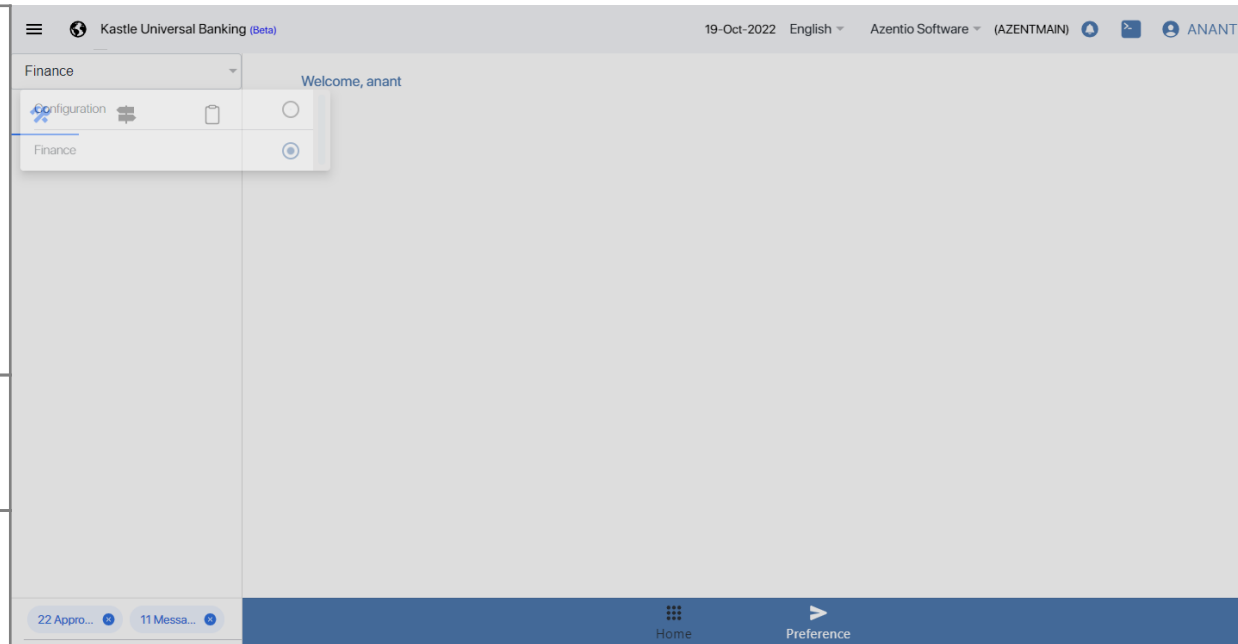 Kastle Universal Banking (Beta) 19-Oct-2022 English Azentio Software (AZENTMAIN) ANANT
Finance
Welcome, anant
Configuration
Finance
22 Appro... 11 Messa...
Home Preference